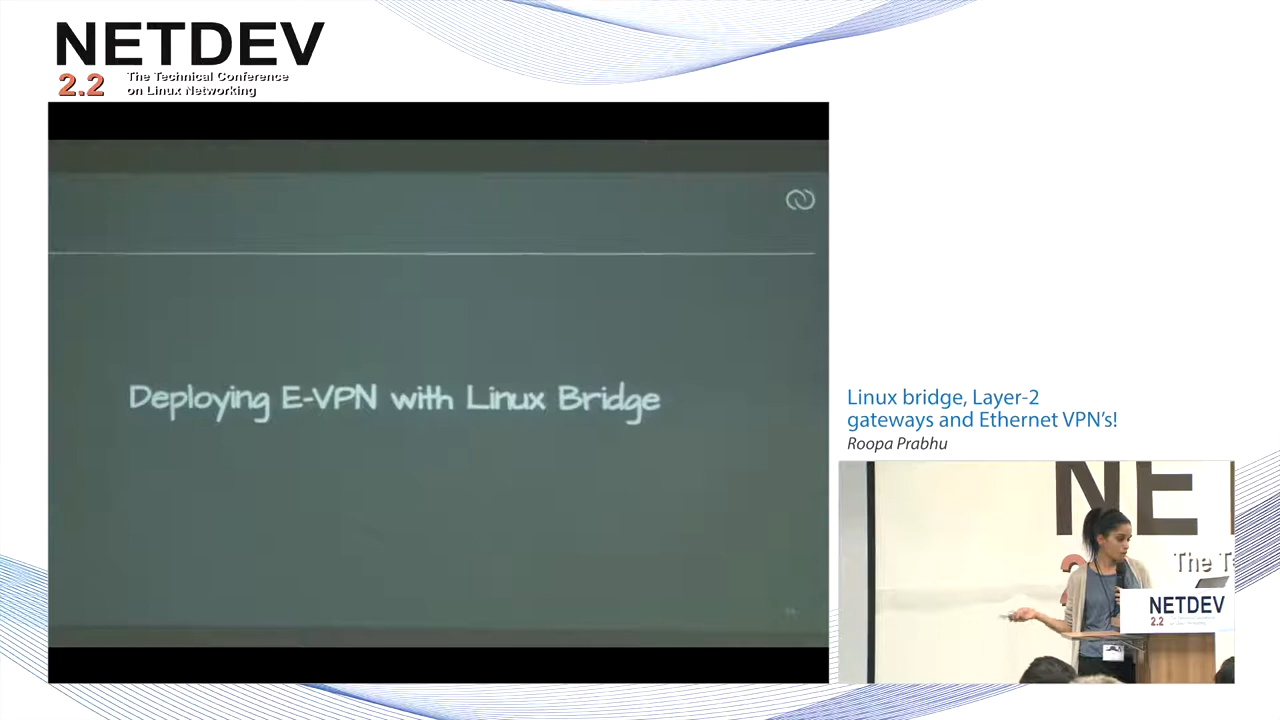 NETDEV
2.2 The Technical Conference
on Linux Networking
Deploying E-VPN with Linux Bridge
Linux bridge, Layer-2
gateways and Ethernet VPN's!
Roopa Prabhu
NE
The T
NETDEV
2.2